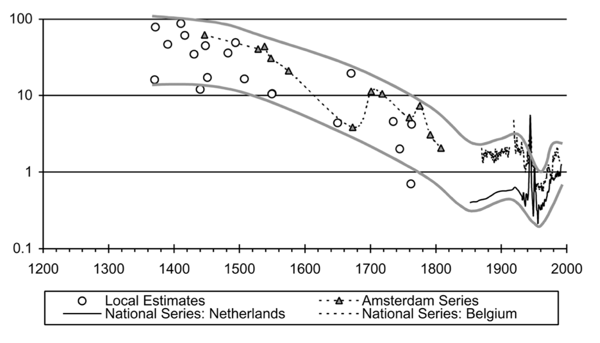 100
10
1
0.1
1200 1300 1400 1500 1600 1700 1800 1900 2000
Local Estimates Amsterdam Series
National Series: Netherlands National Series: Belgium